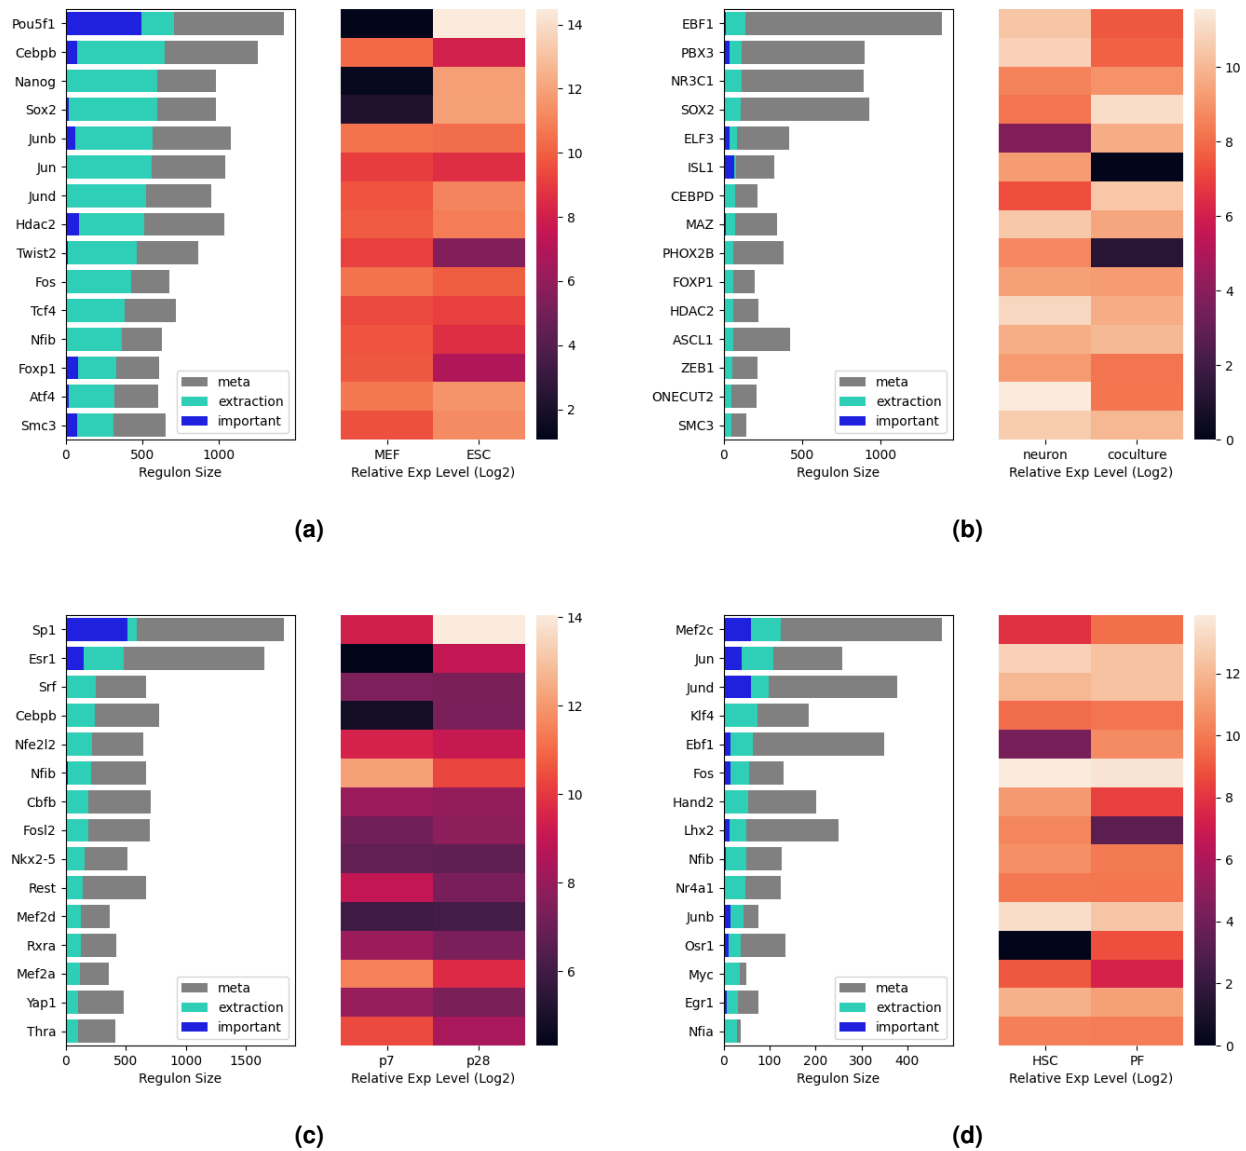 Pou5f1
Cebpb
Nanog
Sox2
Junb
Jun
Jund
Hdac2
Twist2
Fos
Tcf4
Nfib
Foxp1
Atf4
Smc3
meta
extraction
important
0 500 1000
Regulon Size
MEF ESC
Relative Exp Level (Log2)
14
12
10
8
6
4
2
(a)
EBF1
PBX3
NR3C1
SOX2
ELF3
ISL1
CEBPD
MAZ
PHOX2B
FOXP1
HDAC2
ASCL1
ZEB1
ONECUT2
SMC3
meta
extraction
important
0 500 1000
Regulon Size
neuron coculture
Relative Exp Level (Log2)
10
8
6
4
2
0
(b)
Sp1
Esr1
Srf
Cebpb
Nfe2l2
Nfib
Cbfb
Fosl2
Nkx2-5
Rest
Mef2d
Rxra
Mef2a
Yap1
Thra
meta
extraction
important
0 500 1000 1500
Regulon Size
p7 p28
Relative Exp Level (Log2)
14
12
10
8
6
(c)
Mef2c
Jun
Jund
Klf4
Ebf1
Fos
Hand2
Lhx2
Nfib
Nr4a1
Junb
Osr1
Myc
Egr1
Nfia
meta
extraction
important
0 100 200 300 400
Regulon Size
HSC PF
Relative Exp Level (Log2)
12
10
8
6
4
2
0
(d)